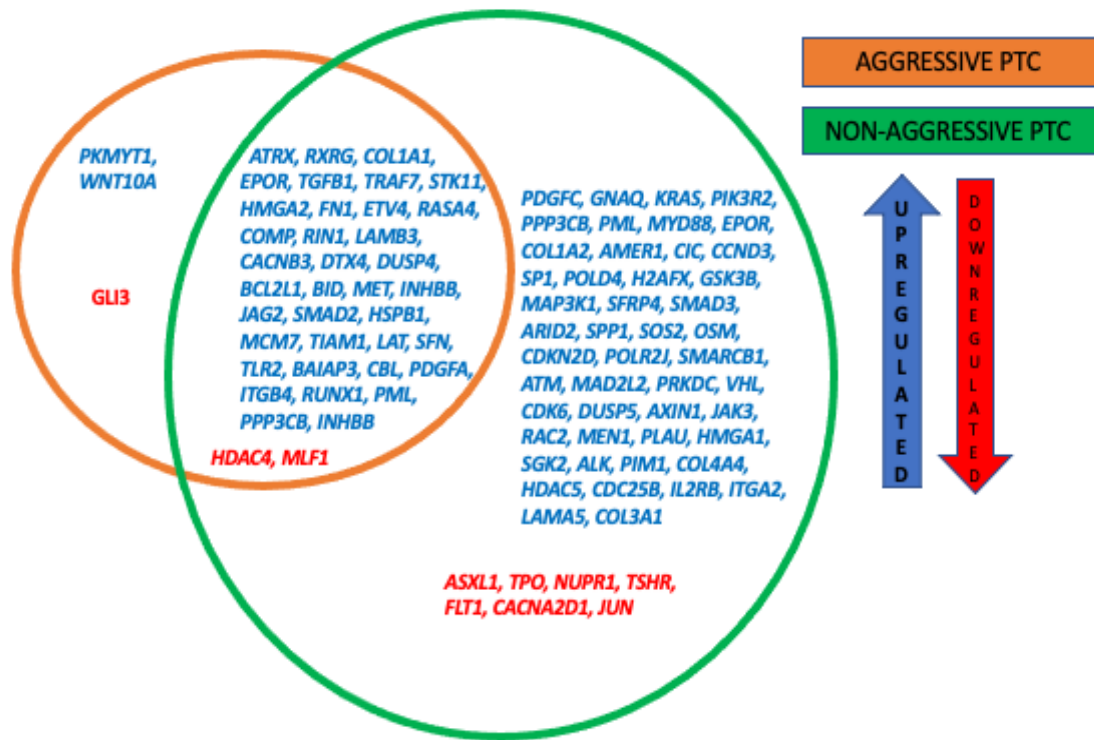 AGGRESSIVE PTC
NON-AGGRESSIVE PTC
PKMYT1,
WNT10A
GLI3
ATRX, RXRG, COL1A1,
EPOR, TGFB1, TRAF7, STK11,
HMGA2, FN1, ETV4, RASA4,
COMP, RIN1, LAMB3,
CACNB3, DTX4, DUSP4,
BCL2L1, BID, MET, INHBB,
JAG2, SMAD2, HSPB1,
MCM7, TIAM1, LAT, SFN,
TLR2, BAIAP3, CBL, PDGFA,
ITGB4, RUNX1, PML,
PPP3CB, INHBB
HDAC4, MLF1
PDGFC, GNAQ, KRAS, PIK3R2,
PPP3CB, PML, MYD88, EPOR,
COL1A2, AMER1, CIC, CCND3,
SP1, POLD4, H2AFX, GSK3B,
MAP3K1, SFRP4, SMAD3,
ARID2, SPP1, SOS2, OSM,
CDKN2D, POLR2J, SMARCB1,
ATM, MAD2L2, PRKDC, VHL,
CDK6, DUSP5, AXIN1, JAK3,
RAC2, MEN1, PLAU, HMGA1,
SGK2, ALK, PIM1, COL4A4,
HDAC5, CDC25B, IL2RB, ITGA2,
LAMA5, COL3A1
ASXL1, TPO, NUPR1, TSHR,
FLT1, CACNA2D1, JUN
UPREGULATED
DOWNREGULATED